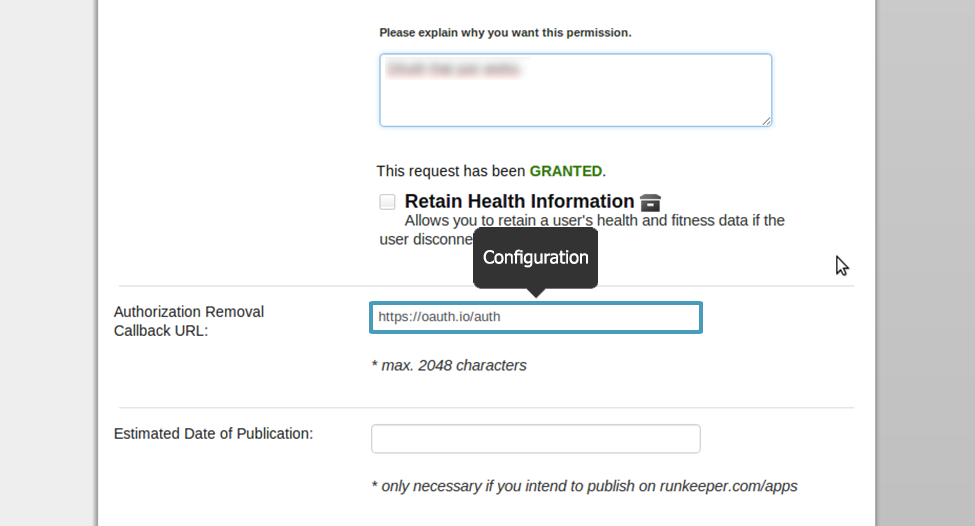 Please explain why you want this permission.
This request has been GRANTED.
Retain Health Information
Allows you to retain a user's health and fitness data if the
user disconne
Configuration
Authorization Removal
Callback URL:
https://oauth.io/auth
* max. 2048 characters
Estimated Date of Publication:
* only necessary if you intend to publish on runkeeper.com/apps